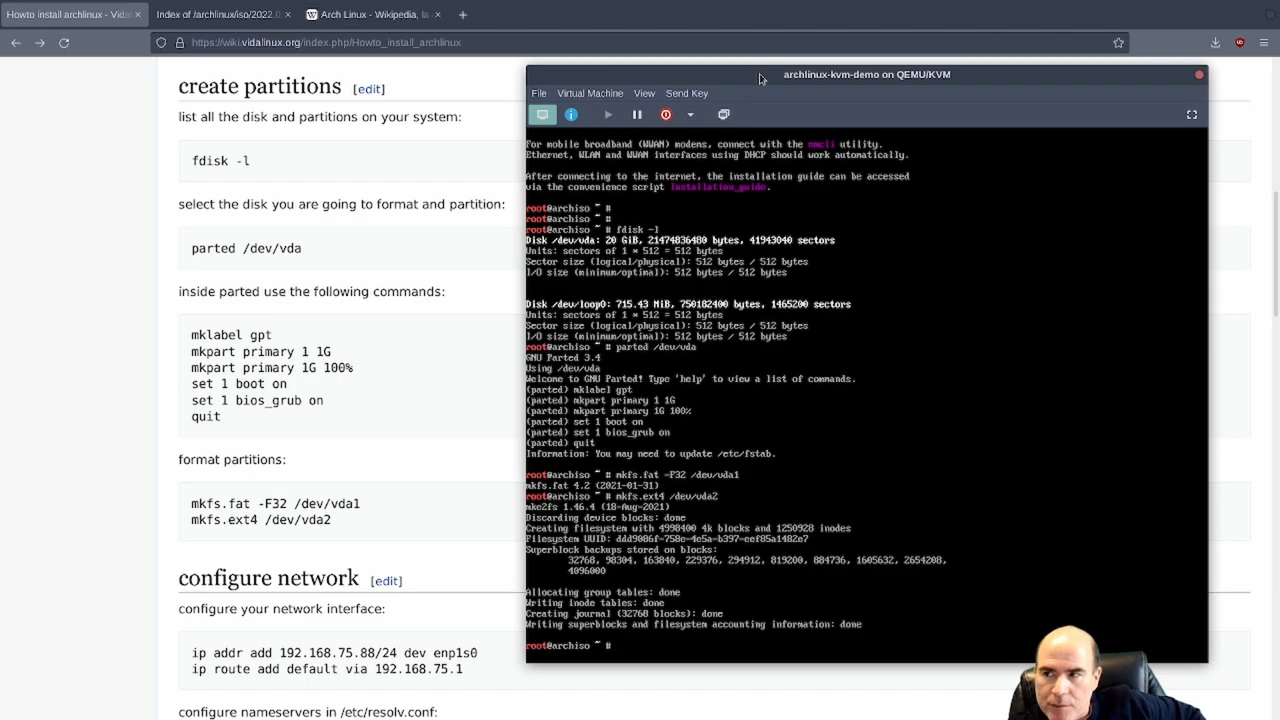 Howto install archlinux - Vidal
Index of /archlinux/iso/2022.0
Arch Linux - Wikipedia, la
https://wiki.vidalinux.org/index.php/Howto_install_archlinux
create partitions [edit]
list all the disk and partitions on your system:
fdisk -l
select the disk you are going to format and partition:
parted /dev/vda
inside parted use the following commands:
mklabel gpt
mkpart primary 1 1G
mkpart primary 1G 100%
set 1 boot on
set 1 bios_grub on
quit
format partitions:
mkfs.fat -F32 /dev/vda1
mkfs.ext4 /dev/vda2
configure network [edit]
configure your network interface:
ip addr add 192.168.75.88/24 dev enp1s0
ip route add default via 192.168.75.1
configure nameservers in /etc/resolv.conf:
archlinux-kvm-demo on QEMU/KVM
File Virtual Machine View Send Key
For mobile broadband (WWAN) modems, connect with the mmcli utility.
Ethernet, WLAN and WWAN interfaces using DHCP should work automatically.
After connecting to the internet, the installation guide can be accessed
via the convenience script Installation_guide.
root@archiso ~ #
root@archiso ~ #
root@archiso ~ # fdisk -l
Disk /dev/vda: 20 GiB, 21474836480 bytes, 41943040 sectors
Units: sectors of 1 * 512 = 512 bytes
Sector size (logical/physical): 512 bytes / 512 bytes
I/O size (minimum/optimal): 512 bytes / 512 bytes
Disk /dev/loop0: 715.43 MiB, 750182400 bytes, 1465200 sectors
Units: sectors of 1 * 512 = 512 bytes
Sector size (logical/physical): 512 bytes / 512 bytes
I/O size (minimum/optimal): 512 bytes / 512 bytes
root@archiso ~ # parted /dev/vda
GNU Parted 3.4
Using /dev/vda
Welcome to GNU Parted! Type 'help' to view a list of commands.
(parted) mklabel gpt
(parted) mkpart primary 1 1G
(parted) mkpart primary 1G 100%
(parted) set 1 boot on
(parted) set 1 bios_grub on
(parted) quit
Information: You may need to update /etc/fstab.
root@archiso ~ # mkfs.fat -F32 /dev/vda1
mkfs.fat 4.2 (2021-01-31)
root@archiso ~ # mkfs.ext4 /dev/vda2
mke2fs 1.46.4 (18-Aug-2021)
Discarding device blocks: done
Creating filesystem with 4998400 4k blocks and 1250928 inodes
Filesystem UUID: ddd9086f-758e-4e5a-b397-eef85a1482e7
Superblock backups stored on blocks:
32768, 98304, 163840, 229376, 294912, 819200, 884736, 1605632, 2654208,
4096000
Allocating group tables: done
Writing inode tables: done
Creating journal (32768 blocks): done
Writing superblocks and filesystem accounting information: done
root@archiso ~ #